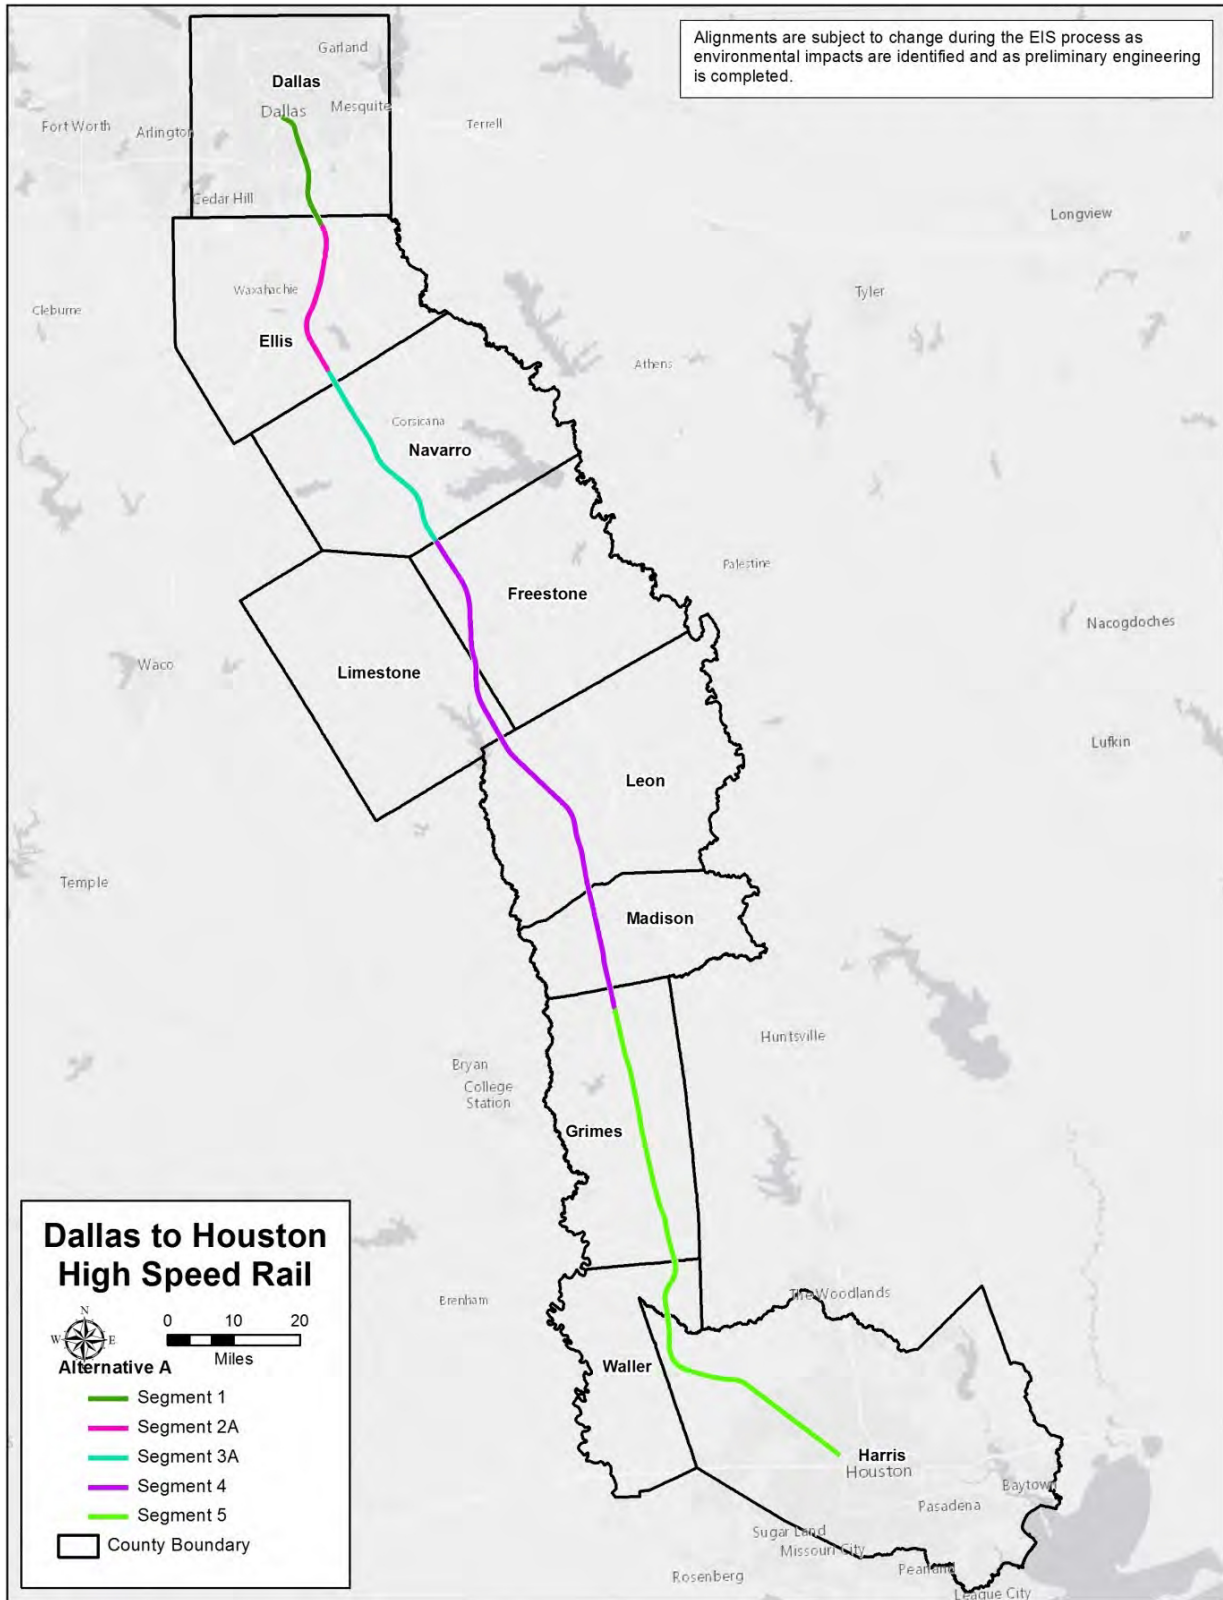 Alignments are subject to change during the EIS process as
environmental impacts are identified and as preliminary engineering
is completed.
Garland
Dallas
Dallas
Mesquite
Fort Worth
Arlington
Terrell
Cedar Hill
Longview
Waxahachie
Cleburne
Tyler
Ellis
Athens
Corsicana
Navarro
Palestine
Freestone
Nacogdoches
Waco
Limestone
Lufkin
Leon
Temple
Madison
Huntsville
Bryan
College
Station
Grimes
Brenham
The Woodlands
Waller
Harris
Houston
Baytown
Pasadena
Sugar Land
Missouri City
Pearland
Rosenberg
League City
Dallas to Houston
High Speed Rail
N
W E
S
0 10 20
Miles
Alternative A
Segment 1
Segment 2A
Segment 3A
Segment 4
Segment 5
County Boundary